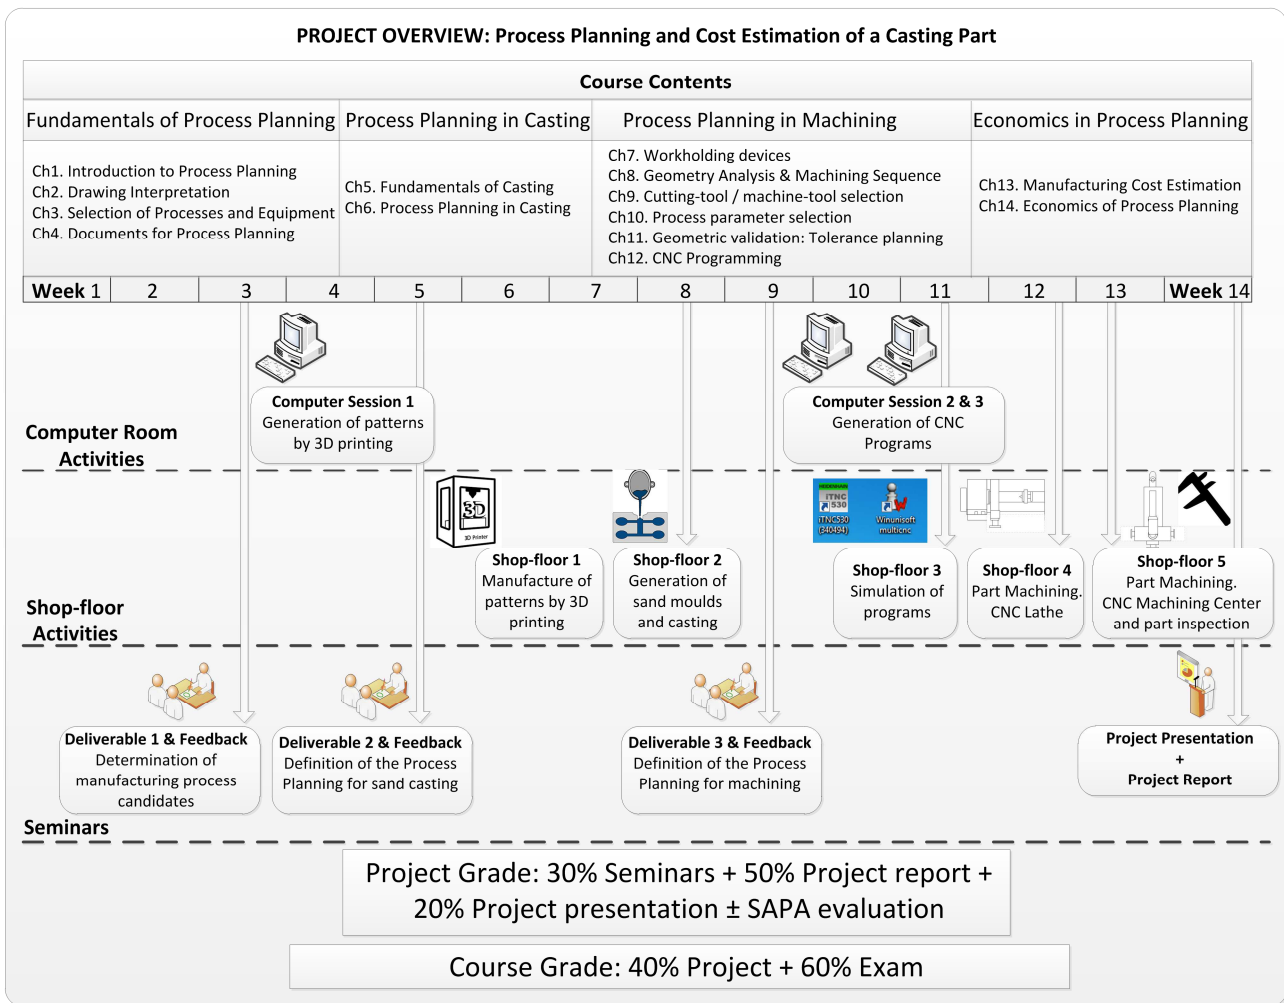 PROJECT OVERVIEW: Process Planning and Cost Estimation of a Casting Part
Course Contents
Fundamentals of Process Planning
Process Planning in Casting
Process Planning in Machining
Economics in Process Planning
Ch1. Introduction to Process Planning
Ch2. Drawing Interpretation
Ch3. Selection of Processes and Equipment
Ch4. Documents for Process Planning
Ch5. Fundamentals of Casting
Ch6. Process Planning in Casting
Ch7. Workholding devices
Ch8. Geometry Analysis & Machining Sequence
Ch9. Cutting-tool / machine-tool selection
Ch10. Process parameter selection
Ch11. Geometric validation: Tolerance planning
Ch12. CNC Programming
Ch13. Manufacturing Cost Estimation
Ch14. Economics of Process Planning
Week 1 2 3 4 5 6 7 8 9 10 11 12 13 Week 14
Computer Session 1
Generation of patterns
by 3D printing
Computer Session 2 & 3
Generation of CNC
Programs
Computer Room
Activities
3D
3D Printer
iTNC
530
iTNC530
(340494)
Winunisoft
multicnc
Shop-floor 1
Manufacture of
patterns by 3D
printing
Shop-floor 2
Generation of
sand moulds
and casting
Shop-floor 3
Simulation of
programs
Shop-floor 4
Part Machining.
CNC Lathe
Shop-floor 5
Part Machining.
CNC Machining Center
and part inspection
Shop-floor
Activities
Deliverable 1 & Feedback
Determination of
manufacturing process
candidates
Deliverable 2 & Feedback
Definition of the Process
Planning for sand casting
Deliverable 3 & Feedback
Definition of the Process
Planning for machining
Project Presentation
+
Project Report
Seminars
Project Grade: 30% Seminars + 50% Project report +
20% Project presentation ± SAPA evaluation
Course Grade: 40% Project + 60% Exam